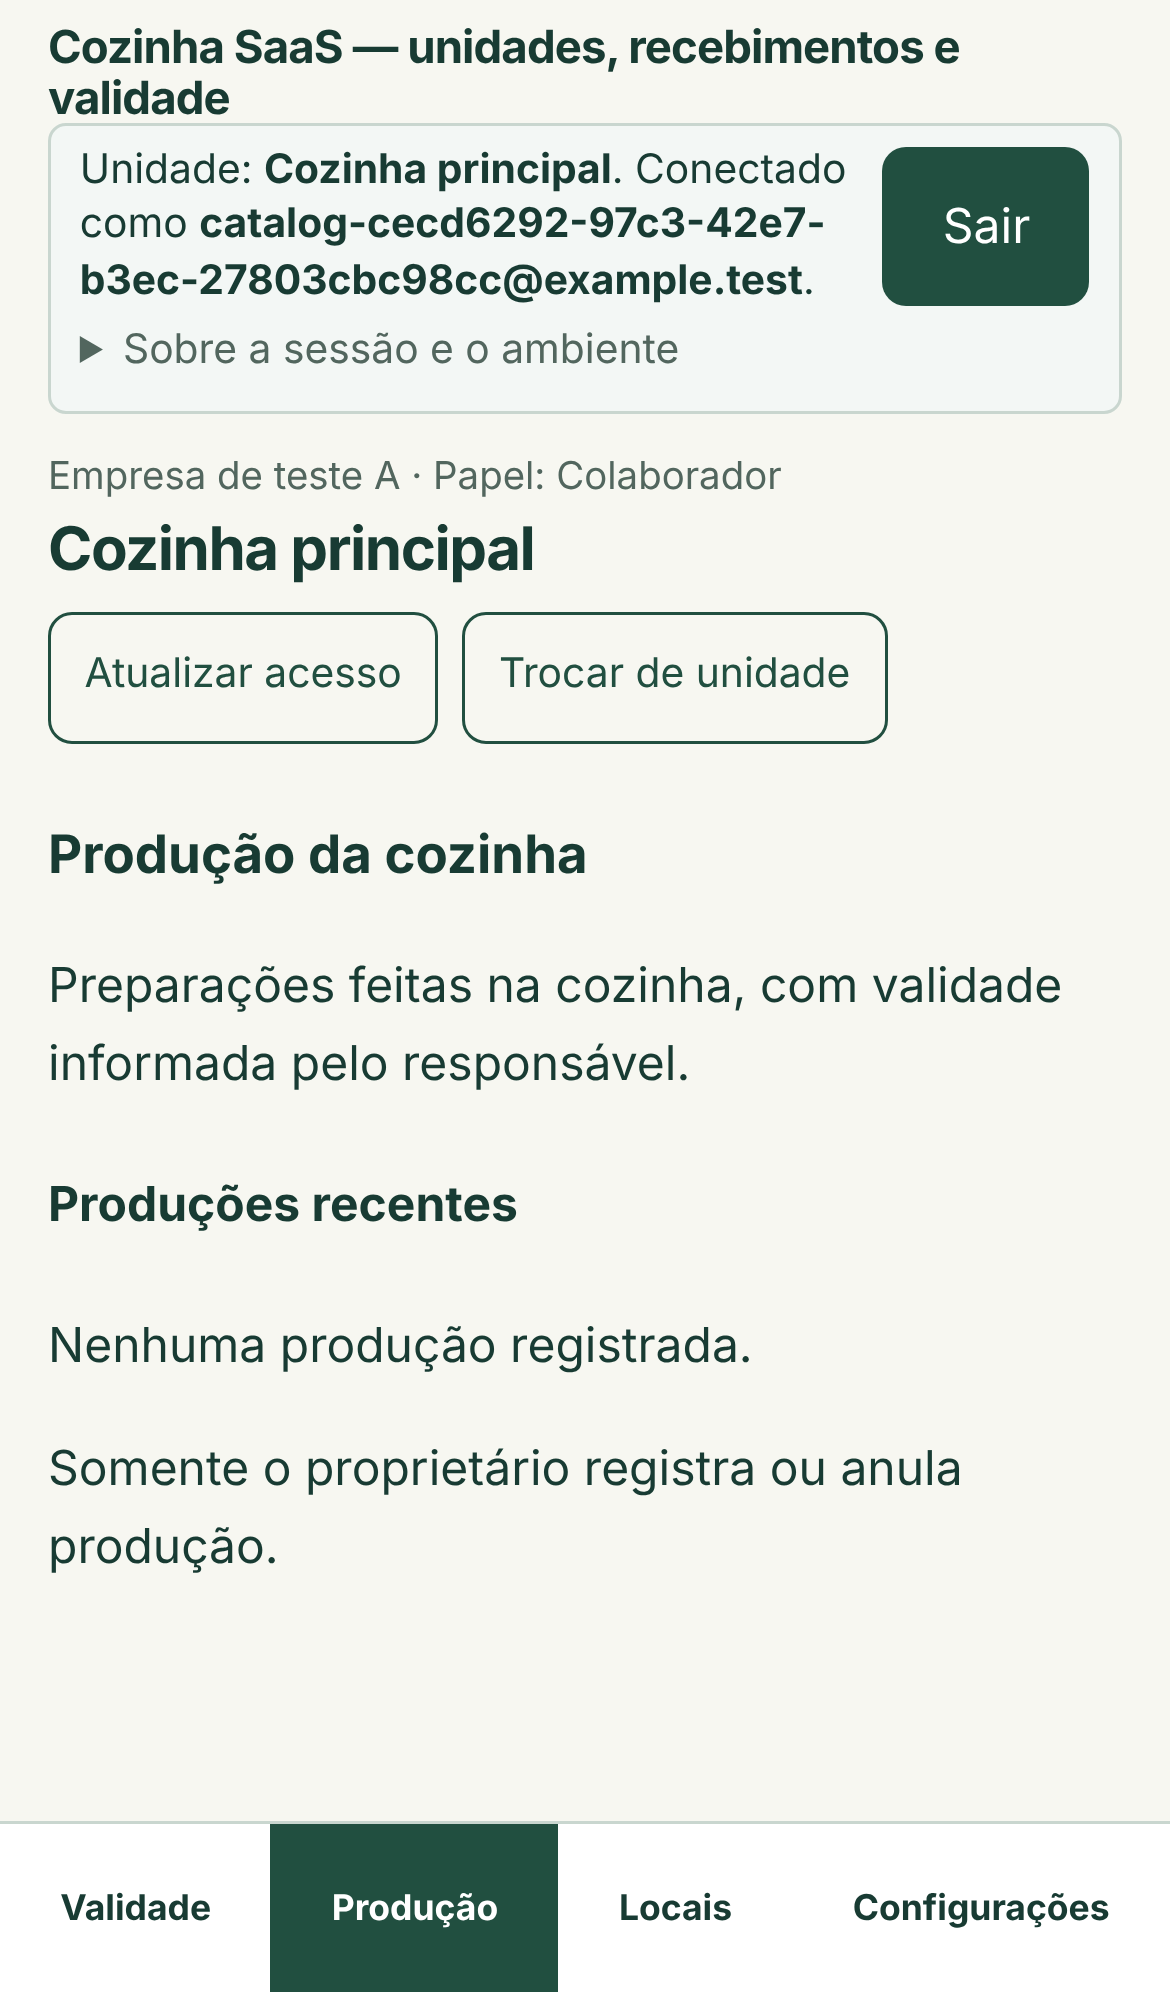 Cozinha SaaS — unidades, recebimentos e
validade
Unidade: Cozinha principal. Conectado
como catalog-cecd6292-97c3-42e7-
b3ec-27803cbc98cc@example.test.
Sair
▶ Sobre a sessão e o ambiente
Empresa de teste A · Papel: Colaborador
Cozinha principal
Atualizar acesso
Trocar de unidade
Produção da cozinha
Preparações feitas na cozinha, com validade
informada pelo responsável.
Produções recentes
Nenhuma produção registrada.
Somente o proprietário registra ou anula
produção.
Validade
Produção
Locais
Configurações